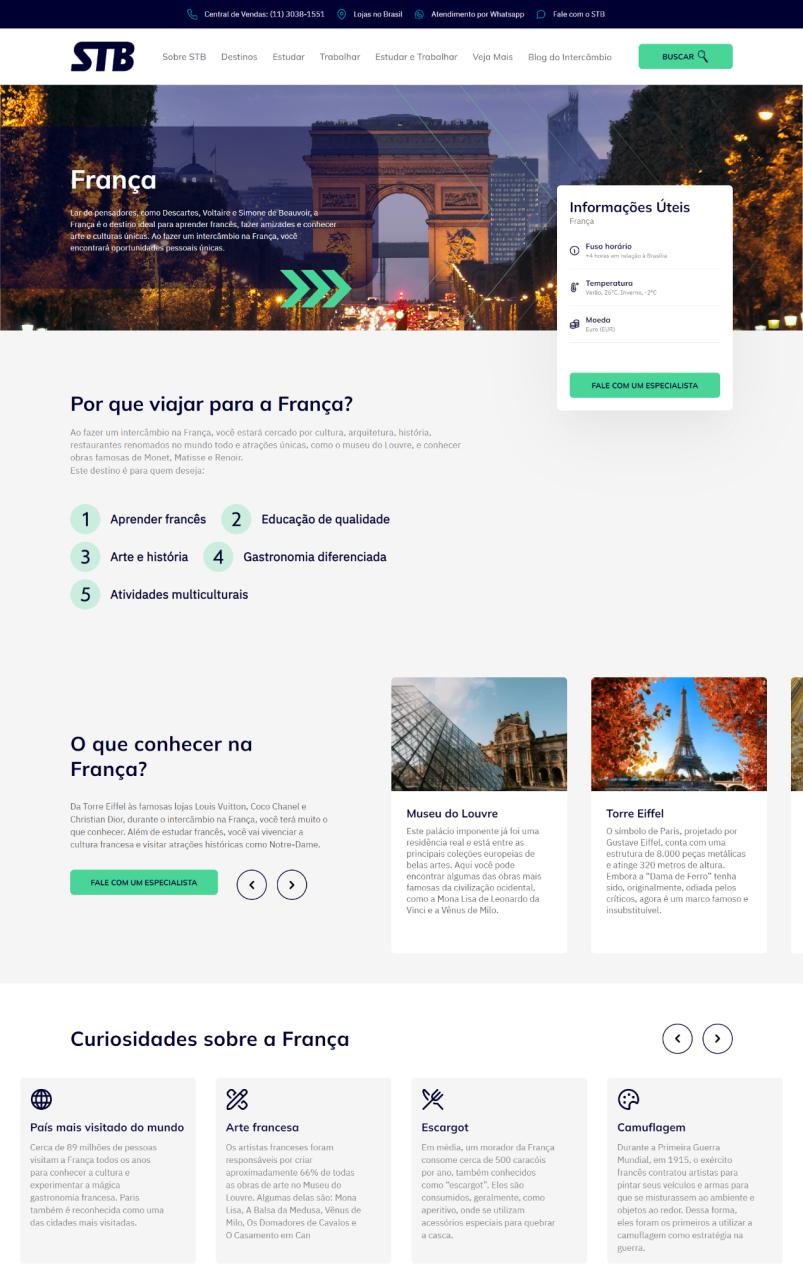 Central de Vendas: (11) 3038-1551 Lojas no Brasil Atendimento por Whatsapp Fale com o STB
STB Sobre STB Destinos Estudar Trabalhar Estudar e Trabalhar Veja Mais Blog do Intercâmbio BUSCAR
França
Lar de pensadores, como Descartes, Voltaire e Simone de Beauvoir, a
França é o destino ideal para aprender francês, fazer amizades e conhecer
arte e culturas únicas. Ao fazer um intercâmbio na França, você
encontrará oportunidades pessoais únicas.
Informações Úteis
França
Fuso horário
+4 horas em relação à Brasília
Temperatura
Verão, 26°C. Inverno, -2°C
Moeda
Euro (EUR)
FALE COM UM ESPECIALISTA
Por que viajar para a França?
Ao fazer um intercâmbio na França, você estará cercado por cultura, arquitetura, história,
restaurantes renomados no mundo todo e atrações únicas, como o museu do Louvre, e conhecer
obras famosas de Monet, Matisse e Renoir.
Este destino é para quem deseja:
1 Aprender francês 2 Educação de qualidade
3 Arte e história 4 Gastronomia diferenciada
5 Atividades multiculturais
O que conhecer na
França?
Da Torre Eiffel às famosas lojas Louis Vuitton, Coco Chanel e
Christian Dior, durante o intercâmbio na França, você terá muito o
que conhecer. Além de estudar francês, você vai vivenciar a
cultura francesa e visitar atrações históricas como Notre-Dame.
FALE COM UM ESPECIALISTA
Museu do Louvre
Este palácio imponente já foi uma
residência real e está entre as
principais coleções europeias de
belas artes. Aqui você pode
encontrar algumas das obras mais
famosas da civilização ocidental,
como a Mona Lisa de Leonardo da
Vinci e a Vênus de Milo.
Torre Eiffel
O símbolo de Paris, projetado por
Gustave Eiffel, conta com uma
estrutura de 8.000 peças metálicas
e atinge 320 metros de altura.
Embora a "Dama de Ferro" tenha
sido, originalmente, odiada pelos
críticos, agora é um marco famoso e
insubstituível.
Curiosidades sobre a França
País mais visitado do mundo
Cerca de 89 milhões de pessoas
visitam a França todos os anos
para conhecer a cultura e
experimentar a mágica
gastronomia francesa. Paris
também é reconhecida como uma
das cidades mais visitadas.
Arte francesa
Os artistas franceses foram
responsáveis por criar
aproximadamente 66% de todas
as obras de arte no Museu do
Louvre. Algumas delas são: Mona
Lisa, A Balsa da Medusa, Vênus de
Milo, Os Domadores de Cavalos e
O Casamento em Can
Escargot
Em média, um morador da França
consome cerca de 500 caracóis
por ano, também conhecidos
como "escargot". Eles são
consumidos, geralmente, como
aperitivo, onde se utilizam
acessórios especiais para quebrar
a casca.
Camuflagem
Durante a Primeira Guerra
Mundial, em 1915, o exército
francês contratou artistas para
pintar seus veículos e armas para
que se misturassem ao ambiente e
objetos ao redor. Dessa forma,
eles foram os primeiros a utilizar a
camuflagem como estratégia na
guerra.